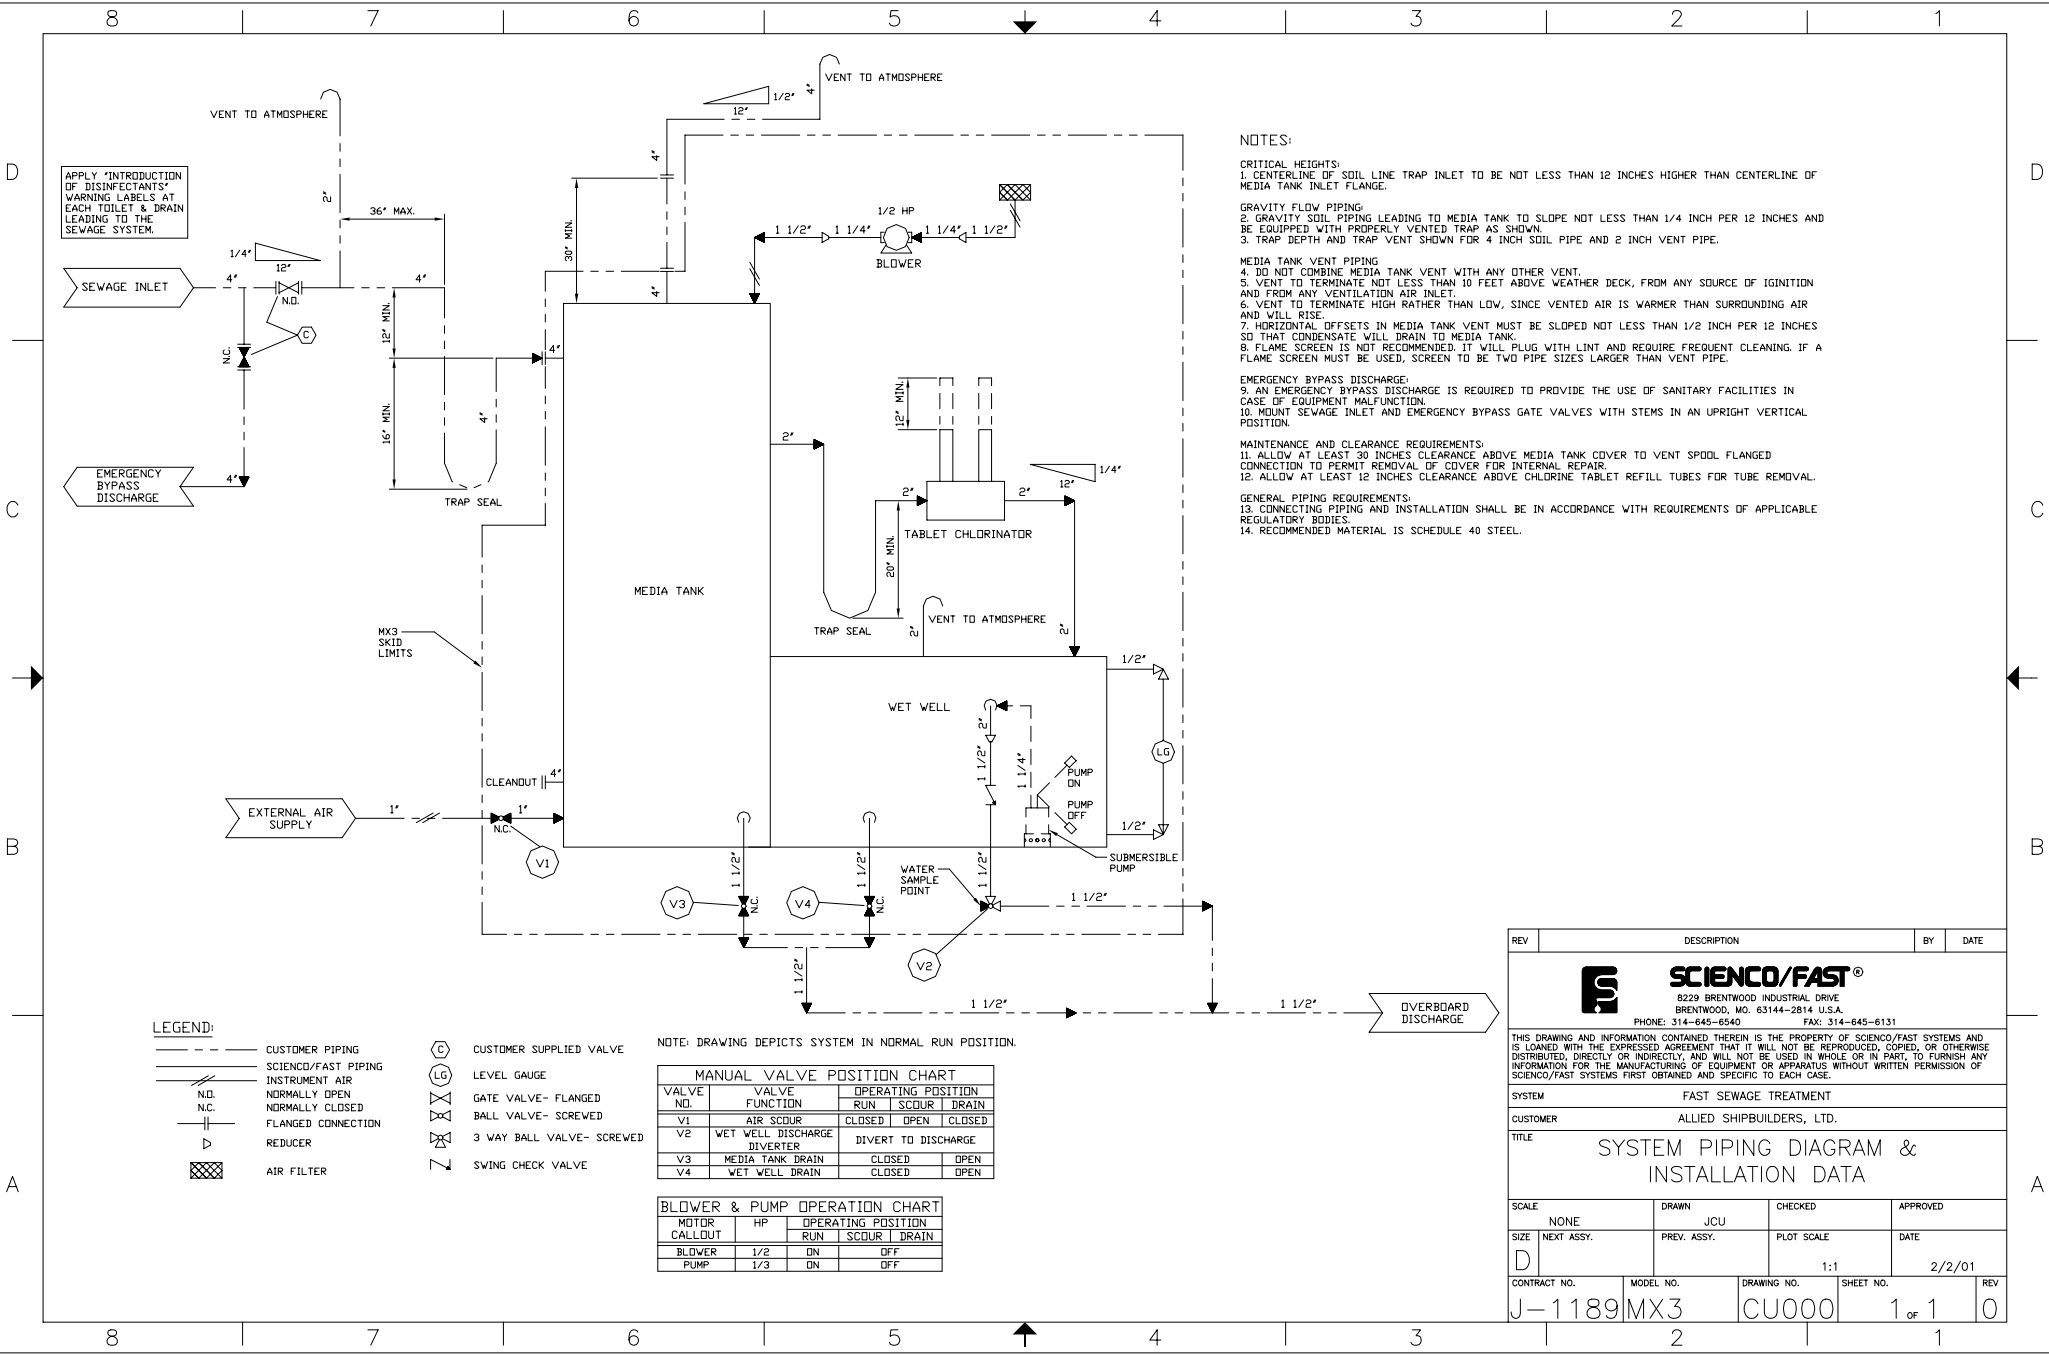 8 7 6 5 4 3 2 1
D
C
B
A
D
C
B
A
VENT TO ATMOSPHERE
4"
1/2"
12"
VENT TO ATMOSPHERE
2"
APPLY "INTRODUCTION
OF DISINFECTANTS"
WARNING LABELS AT
EACH TOILET & DRAIN
LEADING TO THE
SEWAGE SYSTEM.
36" MAX.
1/4"
12"
SEWAGE INLET
4"
N.O.
4"
C
N.C.
12" MIN.
16" MIN.
4"
4"
TRAP SEAL
EMERGENCY
BYPASS
DISCHARGE
4"
4"
30" MIN.
4"
1/2 HP
1 1/2"
1 1/4"
1 1/4"
1 1/2"
BLOWER
12" MIN.
2"
2"
2"
1/4"
12"
TABLET CHLORINATOR
20" MIN.
TRAP SEAL
MEDIA TANK
MX3
SKID
LIMITS
2"
VENT TO ATMOSPHERE
2"
1/2"
WET WELL
2"
1 1/2"
1 1/4"
PUMP
ON
PUMP
OFF
LG
1/2"
SUBMERSIBLE
PUMP
CLEANOUT
4"
EXTERNAL AIR
SUPPLY
1"
1"
N.C.
V1
1 1/2"
1 1/2"
1 1/2"
WATER
SAMPLE
POINT
V3
N.C.
V4
N.C.
V2
1 1/2"
1 1/2"
1 1/2"
1 1/2"
OVERBOARD
DISCHARGE
NOTES:
CRITICAL HEIGHTS:
1. CENTERLINE OF SOIL LINE TRAP INLET TO BE NOT LESS THAN 12 INCHES HIGHER THAN CENTERLINE OF
MEDIA TANK INLET FLANGE.
GRAVITY FLOW PIPING:
2. GRAVITY SOIL PIPING LEADING TO MEDIA TANK TO SLOPE NOT LESS THAN 1/4 INCH PER 12 INCHES AND
BE EQUIPPED WITH PROPERLY VENTED TRAP AS SHOWN.
3. TRAP DEPTH AND TRAP VENT SHOWN FOR 4 INCH SOIL PIPE AND 2 INCH VENT PIPE.
MEDIA TANK VENT PIPING
4. DO NOT COMBINE MEDIA TANK VENT WITH ANY OTHER VENT.
5. VENT TO TERMINATE NOT LESS THAN 10 FEET ABOVE WEATHER DECK, FROM ANY SOURCE OF IGINITION
AND FROM ANY VENTILATION AIR INLET.
6. VENT TO TERMINATE HIGH RATHER THAN LOW, SINCE VENTED AIR IS WARMER THAN SURROUNDING AIR
AND WILL RISE.
7. HORIZONTAL OFFSETS IN MEDIA TANK VENT MUST BE SLOPED NOT LESS THAN 1/2 INCH PER 12 INCHES
SO THAT CONDENSATE WILL DRAIN TO MEDIA TANK.
8. FLAME SCREEN IS NOT RECOMMENDED. IT WILL PLUG WITH LINT AND REQUIRE FREQUENT CLEANING. IF A
FLAME SCREEN MUST BE USED, SCREEN TO BE TWO PIPE SIZES LARGER THAN VENT PIPE.
EMERGENCY BYPASS DISCHARGE:
9. AN EMERGENCY BYPASS DISCHARGE IS REQUIRED TO PROVIDE THE USE OF SANITARY FACILITIES IN
CASE OF EQUIPMENT MALFUNCTION.
10. MOUNT SEWAGE INLET AND EMERGENCY BYPASS GATE VALVES WITH STEMS IN AN UPRIGHT VERTICAL
POSITION.
MAINTENANCE AND CLEARANCE REQUIREMENTS:
11. ALLOW AT LEAST 30 INCHES CLEARANCE ABOVE MEDIA TANK COVER TO VENT SPOOL FLANGED
CONNECTION TO PERMIT REMOVAL OF COVER FOR INTERNAL REPAIR.
12. ALLOW AT LEAST 12 INCHES CLEARANCE ABOVE CHLORINE TABLET REFILL TUBES FOR TUBE REMOVAL.
GENERAL PIPING REQUIREMENTS:
13. CONNECTING PIPING AND INSTALLATION SHALL BE IN ACCORDANCE WITH REQUIREMENTS OF APPLICABLE
REGULATORY BODIES.
14. RECOMMENDED MATERIAL IS SCHEDULE 40 STEEL.
LEGEND:
CUSTOMER PIPING
SCIENCO/FAST PIPING
INSTRUMENT AIR
N.O. NORMALLY OPEN
N.C. NORMALLY CLOSED
FLANGED CONNECTION
REDUCER
AIR FILTER
C CUSTOMER SUPPLIED VALVE
LG LEVEL GAUGE
GATE VALVE- FLANGED
BALL VALVE- SCREWED
3 WAY BALL VALVE- SCREWED
SWING CHECK VALVE
NOTE: DRAWING DEPICTS SYSTEM IN NORMAL RUN POSITION.
MANUAL VALVE POSITION CHART
VALVE NO. VALVE FUNCTION OPERATING POSITION
RUN SCOUR DRAIN
V1 AIR SCOUR CLOSED OPEN CLOSED
V2 WET WELL DISCHARGE DIVERTER DIVERT TO DISCHARGE
V3 MEDIA TANK DRAIN CLOSED OPEN
V4 WET WELL DRAIN CLOSED OPEN
BLOWER & PUMP OPERATION CHART
MOTOR CALLOUT HP OPERATING POSITION
RUN SCOUR DRAIN
BLOWER 1/2 ON OFF
PUMP 1/3 ON OFF
REV DESCRIPTION BY DATE
SCIENCO/FAST®
8229 BRENTWOOD INDUSTRIAL DRIVE
BRENTWOOD, MO. 63144-2814 U.S.A.
PHONE: 314-645-6540 FAX: 314-645-6131
THIS DRAWING AND INFORMATION CONTAINED THEREIN IS THE PROPERTY OF SCIENCO/FAST SYSTEMS AND
IS LOANED WITH THE EXPRESSED AGREEMENT THAT IT WILL NOT BE REPRODUCED, COPIED, OR OTHERWISE
DISTRIBUTED, DIRECTLY OR INDIRECTLY, AND WILL NOT BE USED IN WHOLE OR IN PART, TO FURNISH ANY
INFORMATION FOR THE MANUFACTURING OF EQUIPMENT OR APPARATUS WITHOUT WRITTEN PERMISSION OF
SCIENCO/FAST SYSTEMS FIRST OBTAINED AND SPECIFIC TO EACH CASE.
SYSTEM FAST SEWAGE TREATMENT
CUSTOMER ALLIED SHIPBUILDERS, LTD.
TITLE SYSTEM PIPING DIAGRAM &
INSTALLATION DATA
SCALE DRAWN CHECKED APPROVED
NONE JCU
SIZE NEXT ASSY. PREV. ASSY. PLOT SCALE DATE
D 1:1 2/2/01
CONTRACT NO. MODEL NO. DRAWING NO. SHEET NO. REV
J-1189 MX3 CU000 1 OF 1 0
8 7 6 5 4 3 2 1